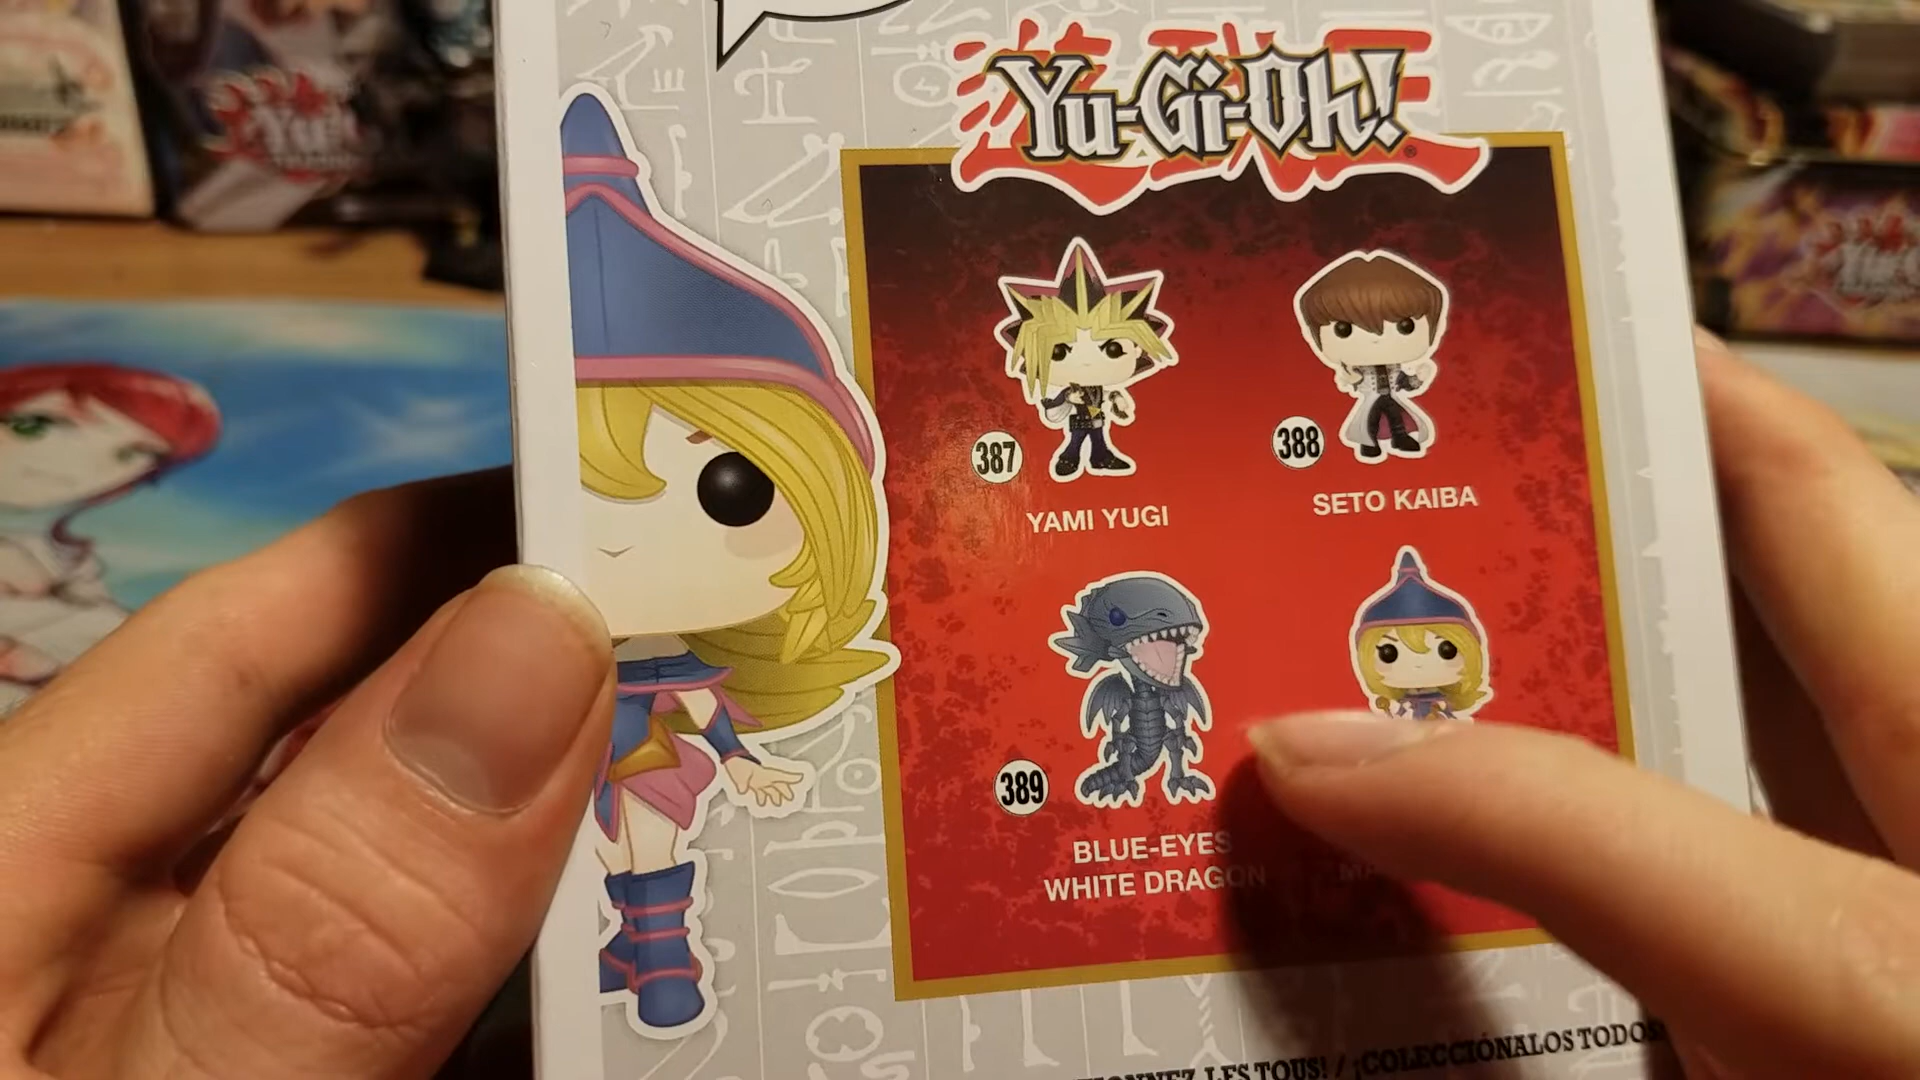 Yu-Gi-Oh!
387
YAMI YUGI
388
SETO KAIBA
389
BLUE-EYES
WHITE DRAGON
LES TOUS! / ¡COLECCIÓNALOS TODOS!